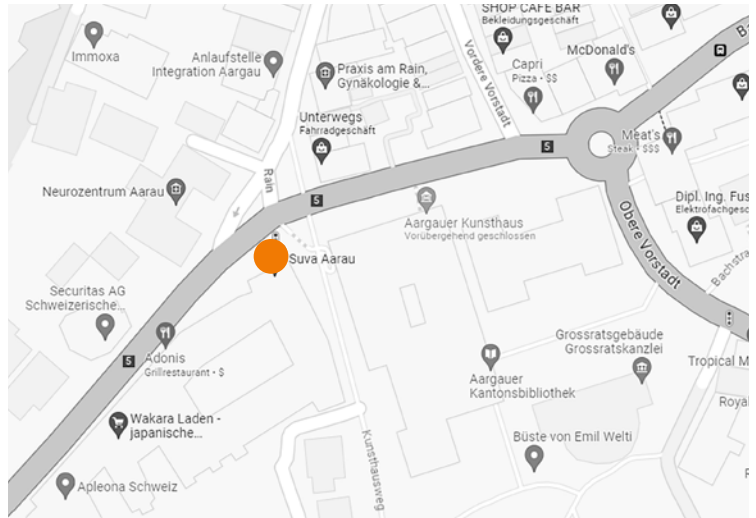 SHOP CAFE BAR
Bekleidungsgeschäft
Immoxa
Anlaufstelle
Integration Aargau
Praxis am Rain,
Gynäkologie &...
Vordere Vorstadt
Capri
Pizza · $$
McDonald's
Unterwegs
Fahrradgeschäft
5
Meat's
Steak · $$$
Neurozentrum Aarau
Rain
5
Aargauer Kunsthaus
Vorübergehend geschlossen
Obere Vorstadt
Dipl. Ing. Fus
Elektrofachgesc
Suva Aarau
Bachstra
Securitas AG
Schweizerische...
5
Adonis
Grillrestaurant · $
Grossratsgebäude
Grossratskanzlei
Aargauer
Kantonsbibliothek
Tropical M
Royal
Wakara Laden -
japanische...
Kunsthausweg
Büste von Emil Welti
Apleona Schweiz